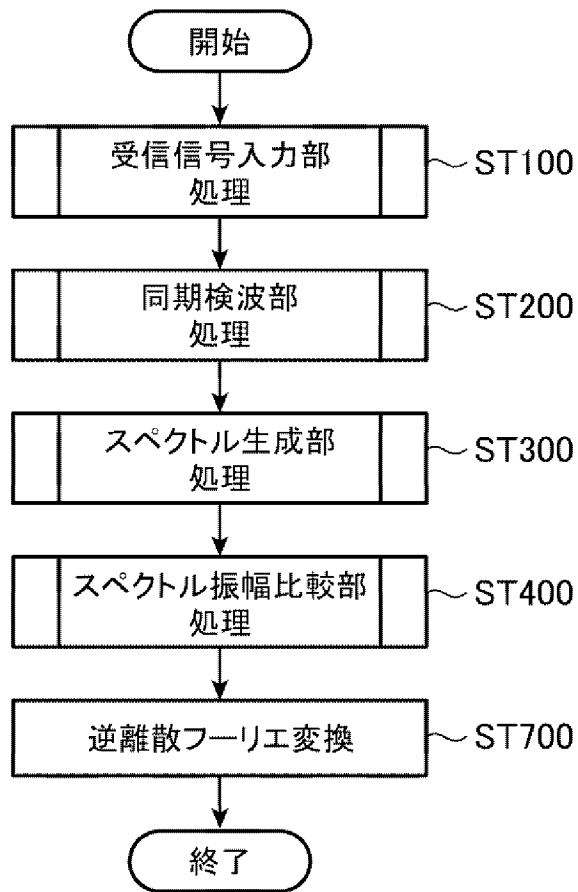 開始
受信信号入力部
処理
ST100
同期検波部
処理
ST200
スペクトル生成部
処理
ST300
スペクトル振幅比較部
処理
ST400
逆離散フーリエ変換
ST700
終了